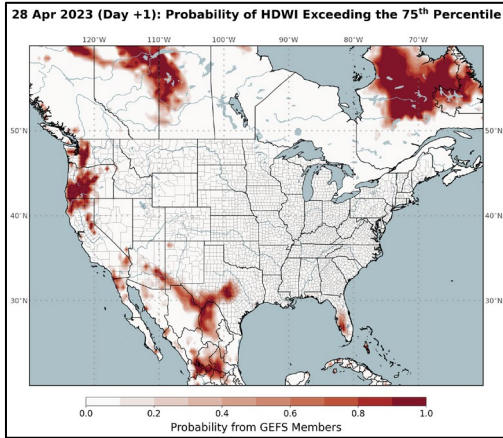 28 Apr 2023 (Day +1): Probability of HDWI Exceeding the 75th Percentile
120°W 110°W 100°W 90°W 80°W 70°W
50°N 50°N
40°N 40°N
30°N 30°N
0.0 0.2 0.4 0.6 0.8 1.0
Probability from GEFS Members